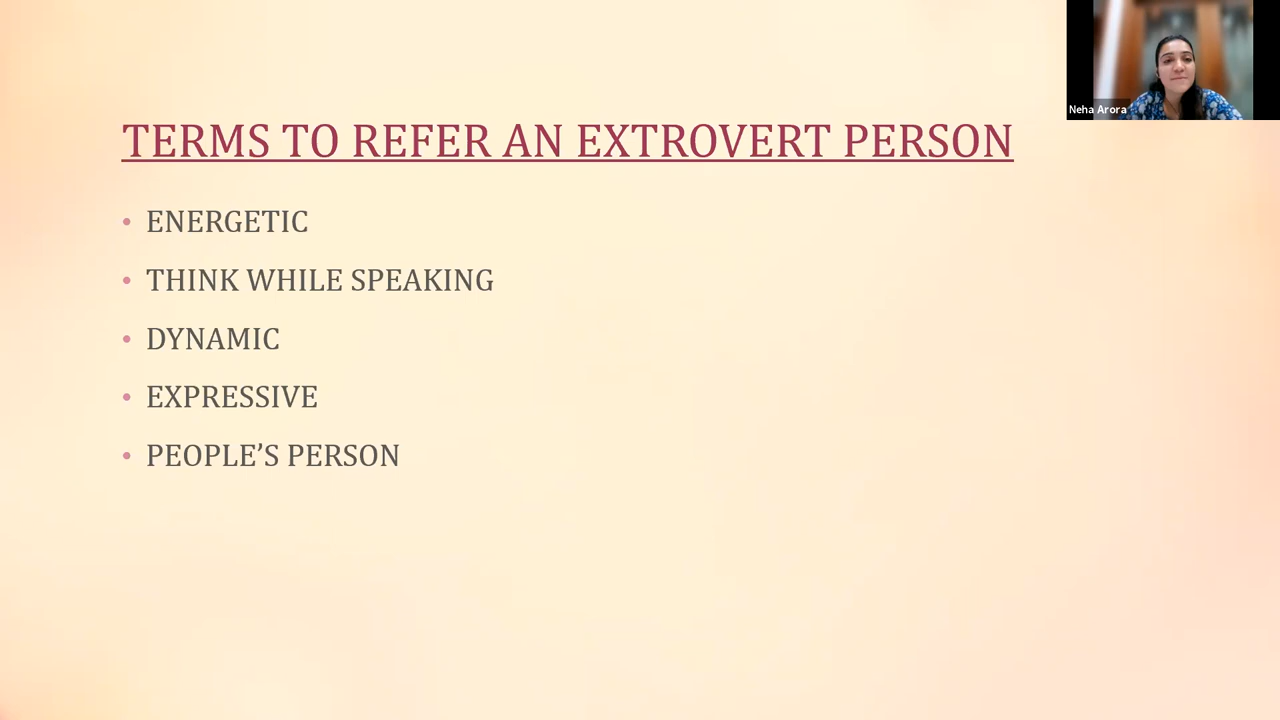 Neha Arora
TERMS TO REFER AN EXTROVERT PERSON
• ENERGETIC
• THINK WHILE SPEAKING
• DYNAMIC
• EXPRESSIVE
• PEOPLE’S PERSON